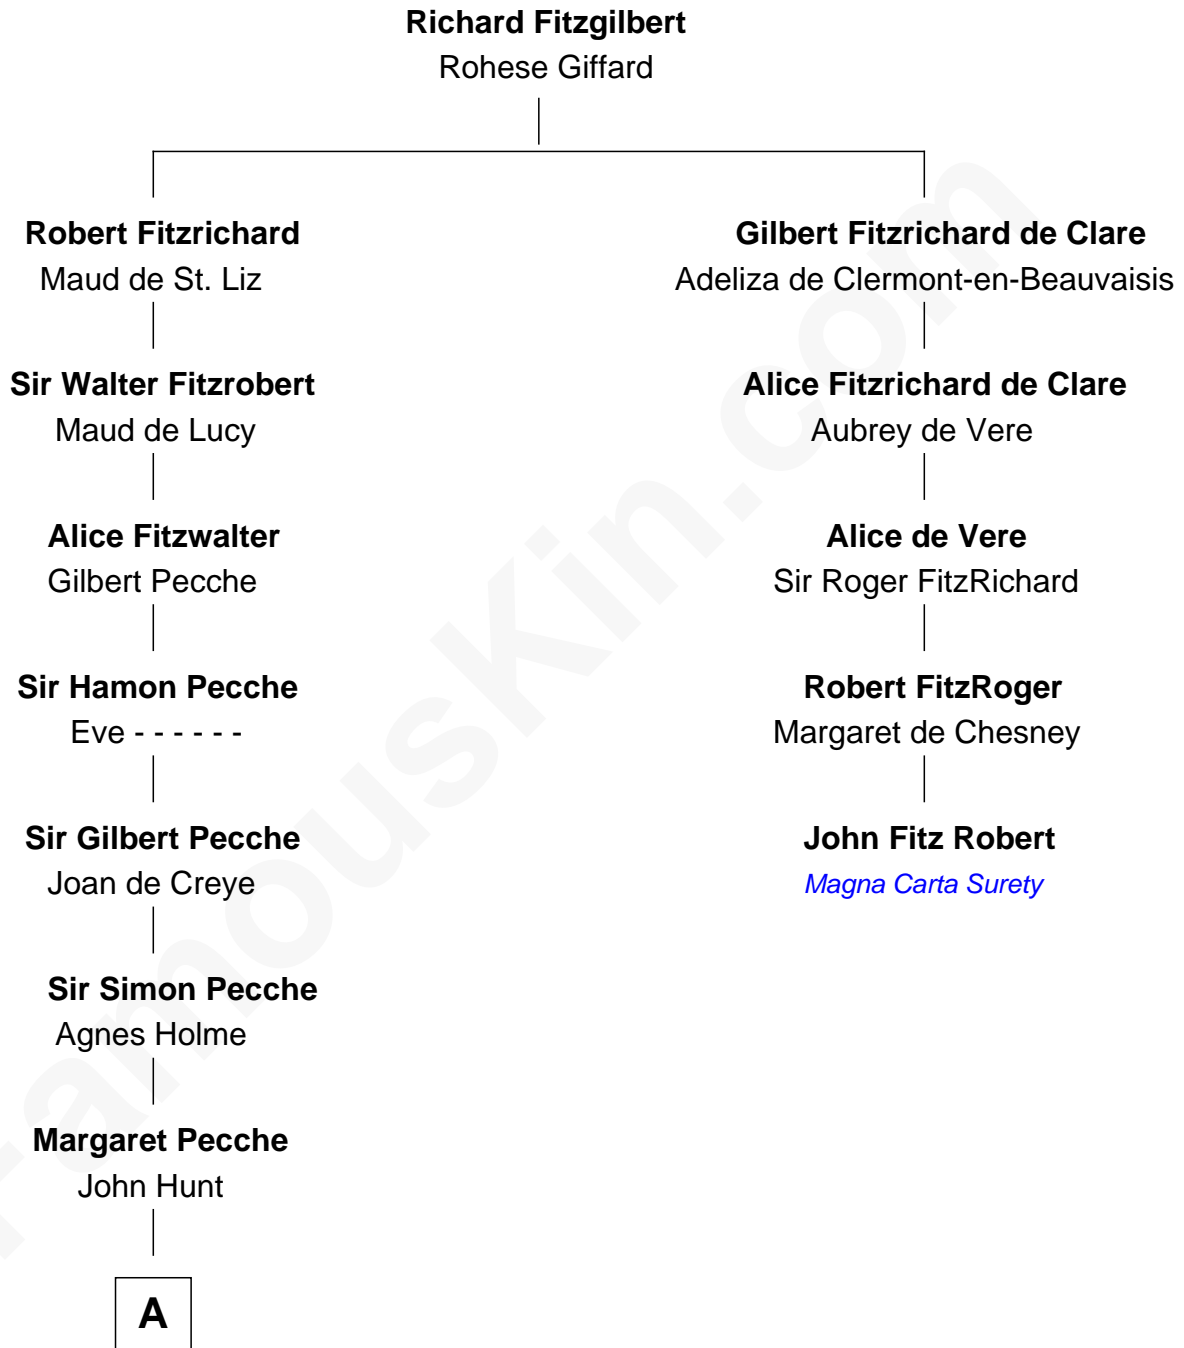 Richard Fitzgilbert
Rohese Giffard
Robert Fitzrichard
Maud de St. Liz
Gilbert Fitzrichard de Clare
Adeliza de Clermont-en-Beauvaisis
Sir Walter Fitzrobert
Maud de Lucy
Alice Fitzrichard de Clare
Aubrey de Vere
Alice Fitzwalter
Gilbert Pecche
Alice de Vere
Sir Roger FitzRichard
Sir Hamon Pecche
Eve - - - - - -
Robert FitzRoger
Margaret de Chesney
Sir Gilbert Pecche
Joan de Creye
John Fitz Robert
Magna Carta Surety
Sir Simon Pecche
Agnes Holme
Margaret Pecche
John Hunt
A
FamousKin.com